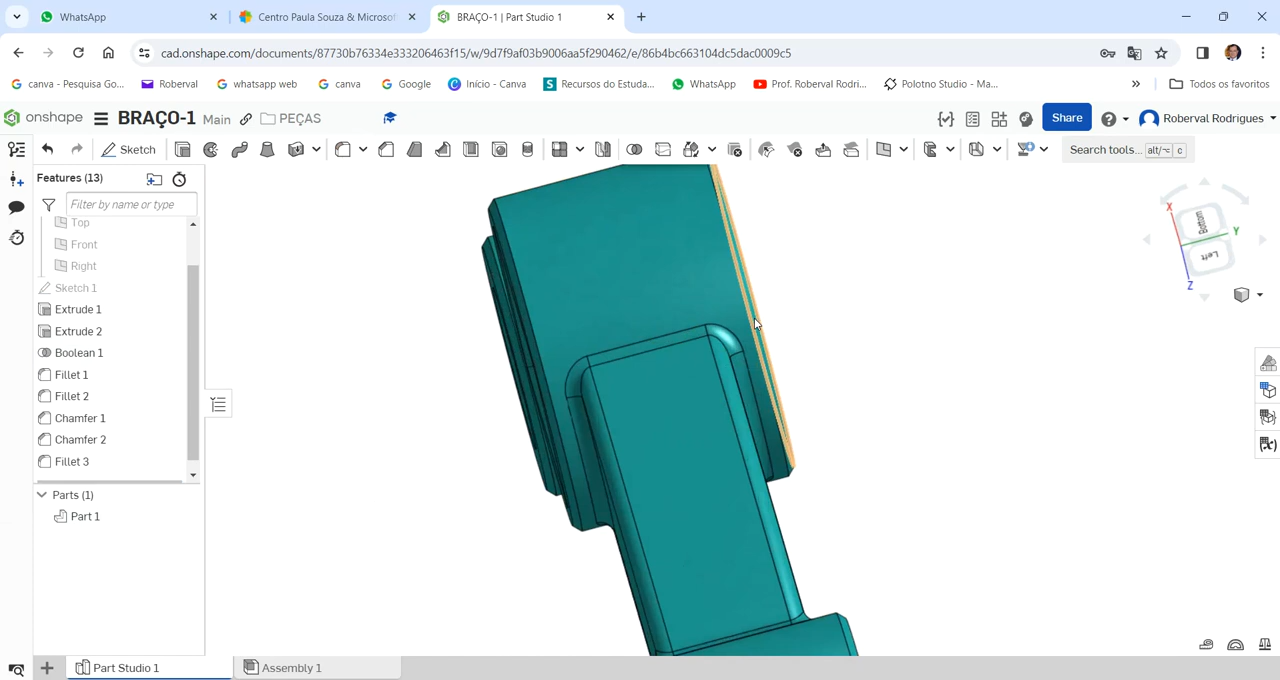 WhatsApp
Centro Paula Souza & Microsof
BRAÇO-1 | Part Studio 1
cad.onshape.com/documents/87730b76334e333206463f15/w/9d7f9af03b9006aa5f290462/e/86b4bc663104dc5dac0009c5
canva - Pesquisa Go...
Roberval
whatsapp web
canva
Google
Início - Canva
Recursos do Estuda...
WhatsApp
Prof. Roberval Rodri...
Polotno Studio - Ma...
Todos os favoritos
onshape
BRAÇO-1
Main
PEÇAS
Share
Roberval Rodrigues
Sketch
Search tools...
alt/⌥
c
Features (13)
Filter by name or type
Top
Front
Right
Sketch 1
Extrude 1
Extrude 2
Boolean 1
Fillet 1
Fillet 2
Chamfer 1
Chamfer 2
Fillet 3
Parts (1)
Part 1
X
Bottom
Y
Left
Z
Part Studio 1
Assembly 1